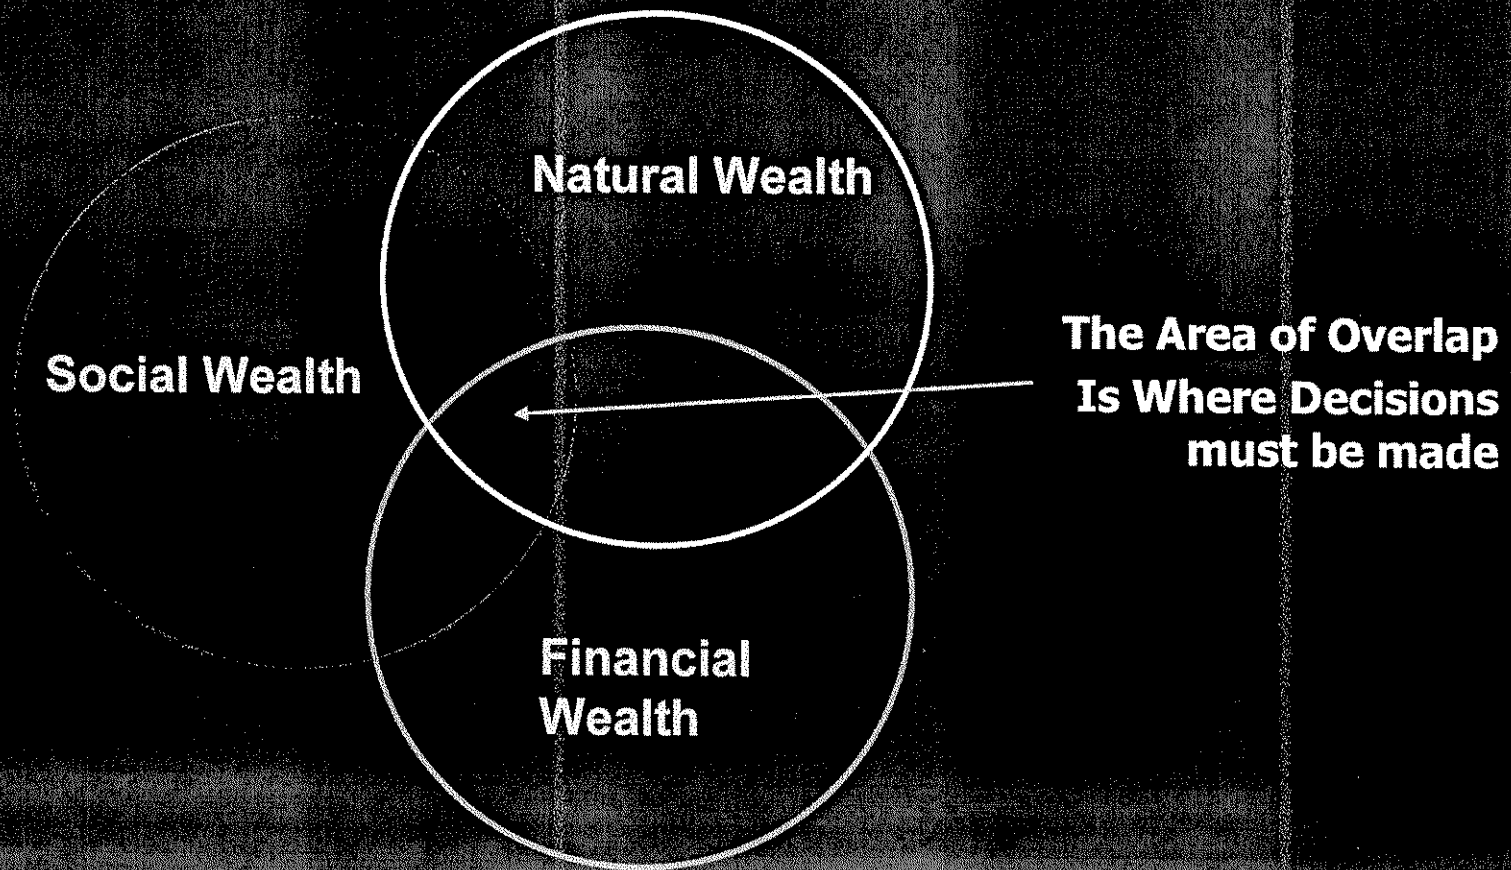 Natural Wealth
Social Wealth
The Area of Overlap
Is Where Decisions
must be made
Financial
Wealth